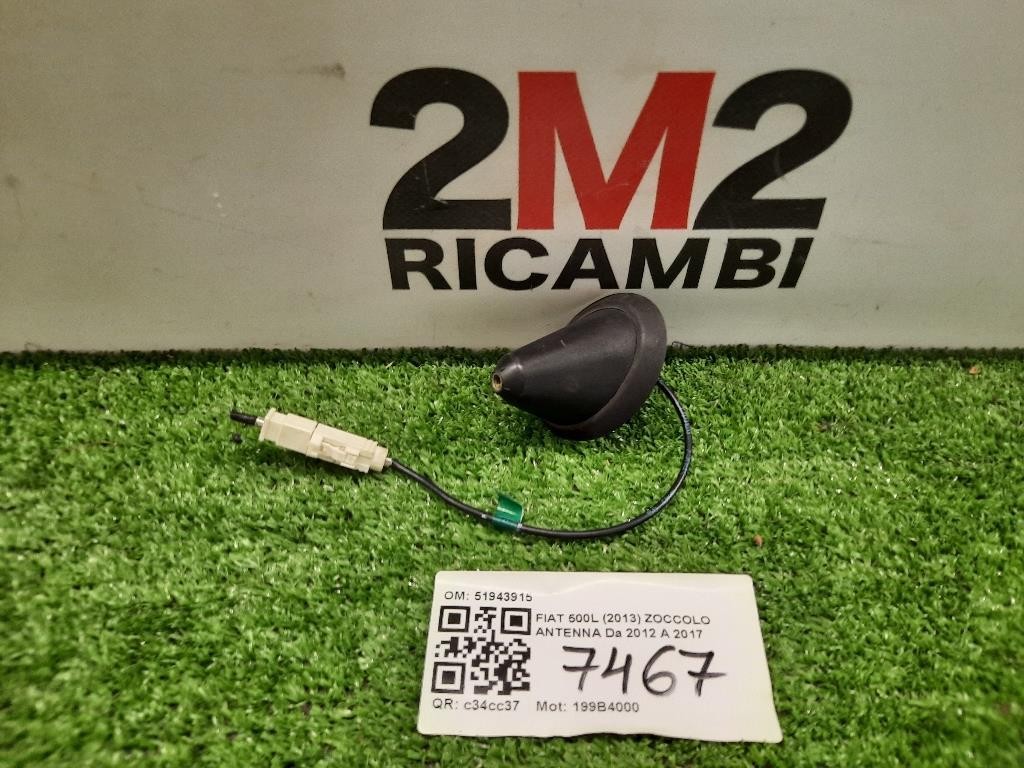 2M2
RICAMBI
OM: 51943915
FIAT 500L (2013) ZOCCOLO
ANTENNA Da 2012 A 2017
7467
QR: c34cc37 Mot: 199B4000